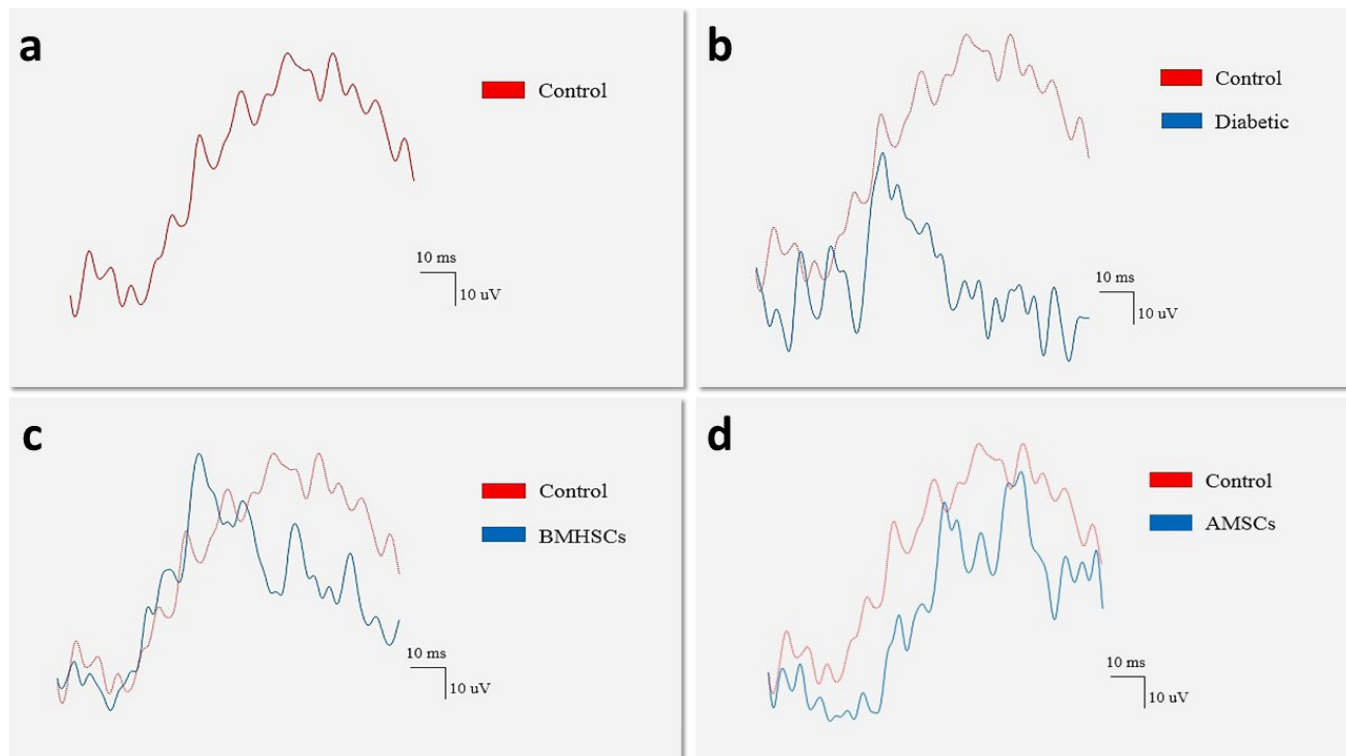 a
Control
10 ms
10 uV
b
Control
Diabetic
10 ms
10 uV
c
Control
BMHSCs
10 ms
10 uV
d
Control
AMSCs
10 ms
10 uV